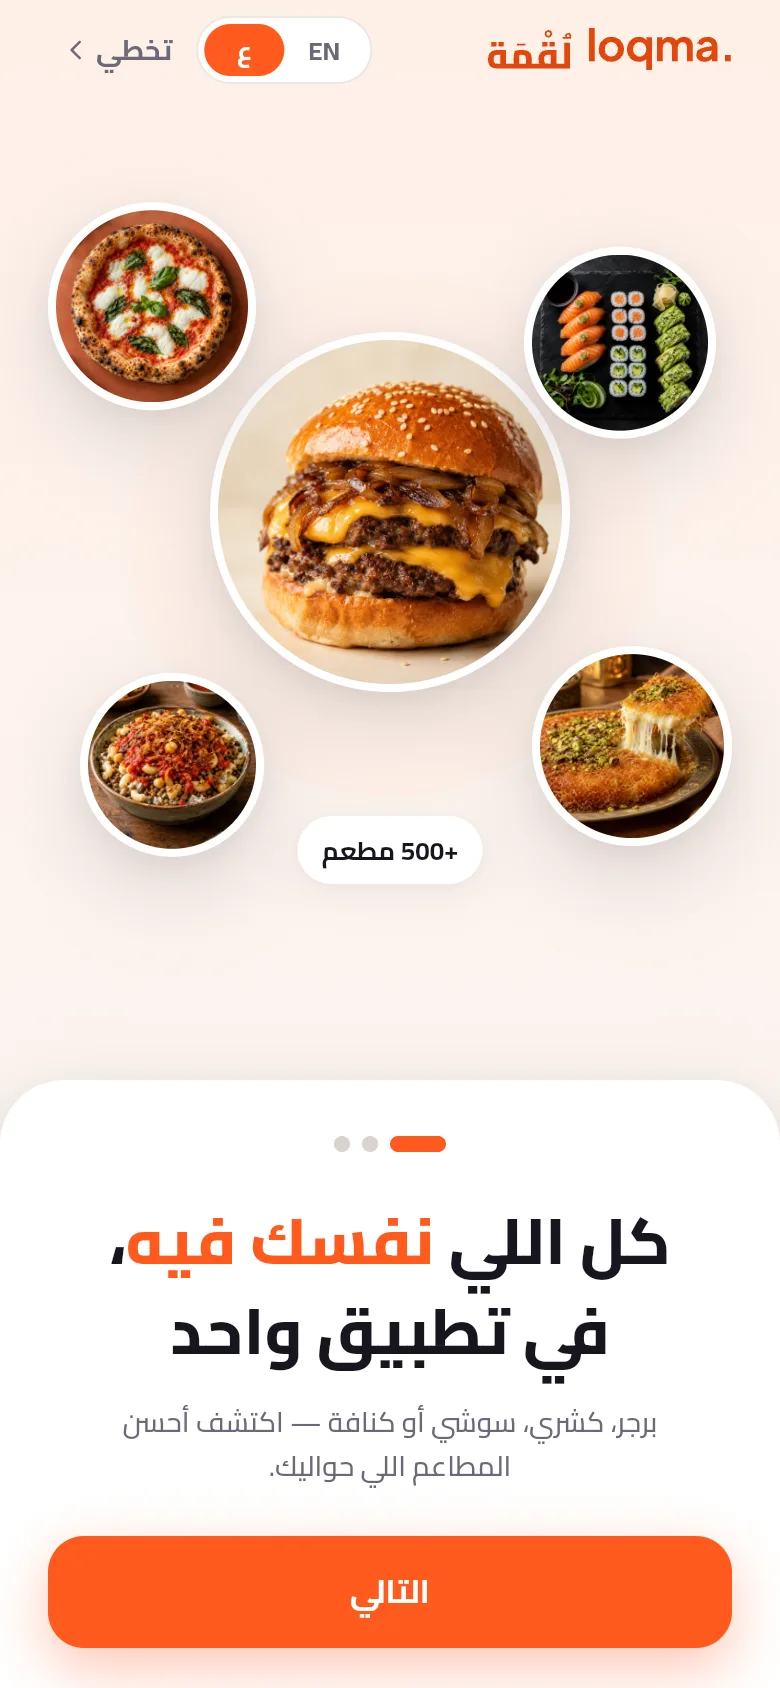 loqma. لُقْمَة
EN ع
تخطي
+500 مطعم
كل اللي نفسك فيه،
في تطبيق واحد
برجر، كشري، سوشي أو كنافة — اكتشف أحسن
المطاعم اللي حواليك.
التالي